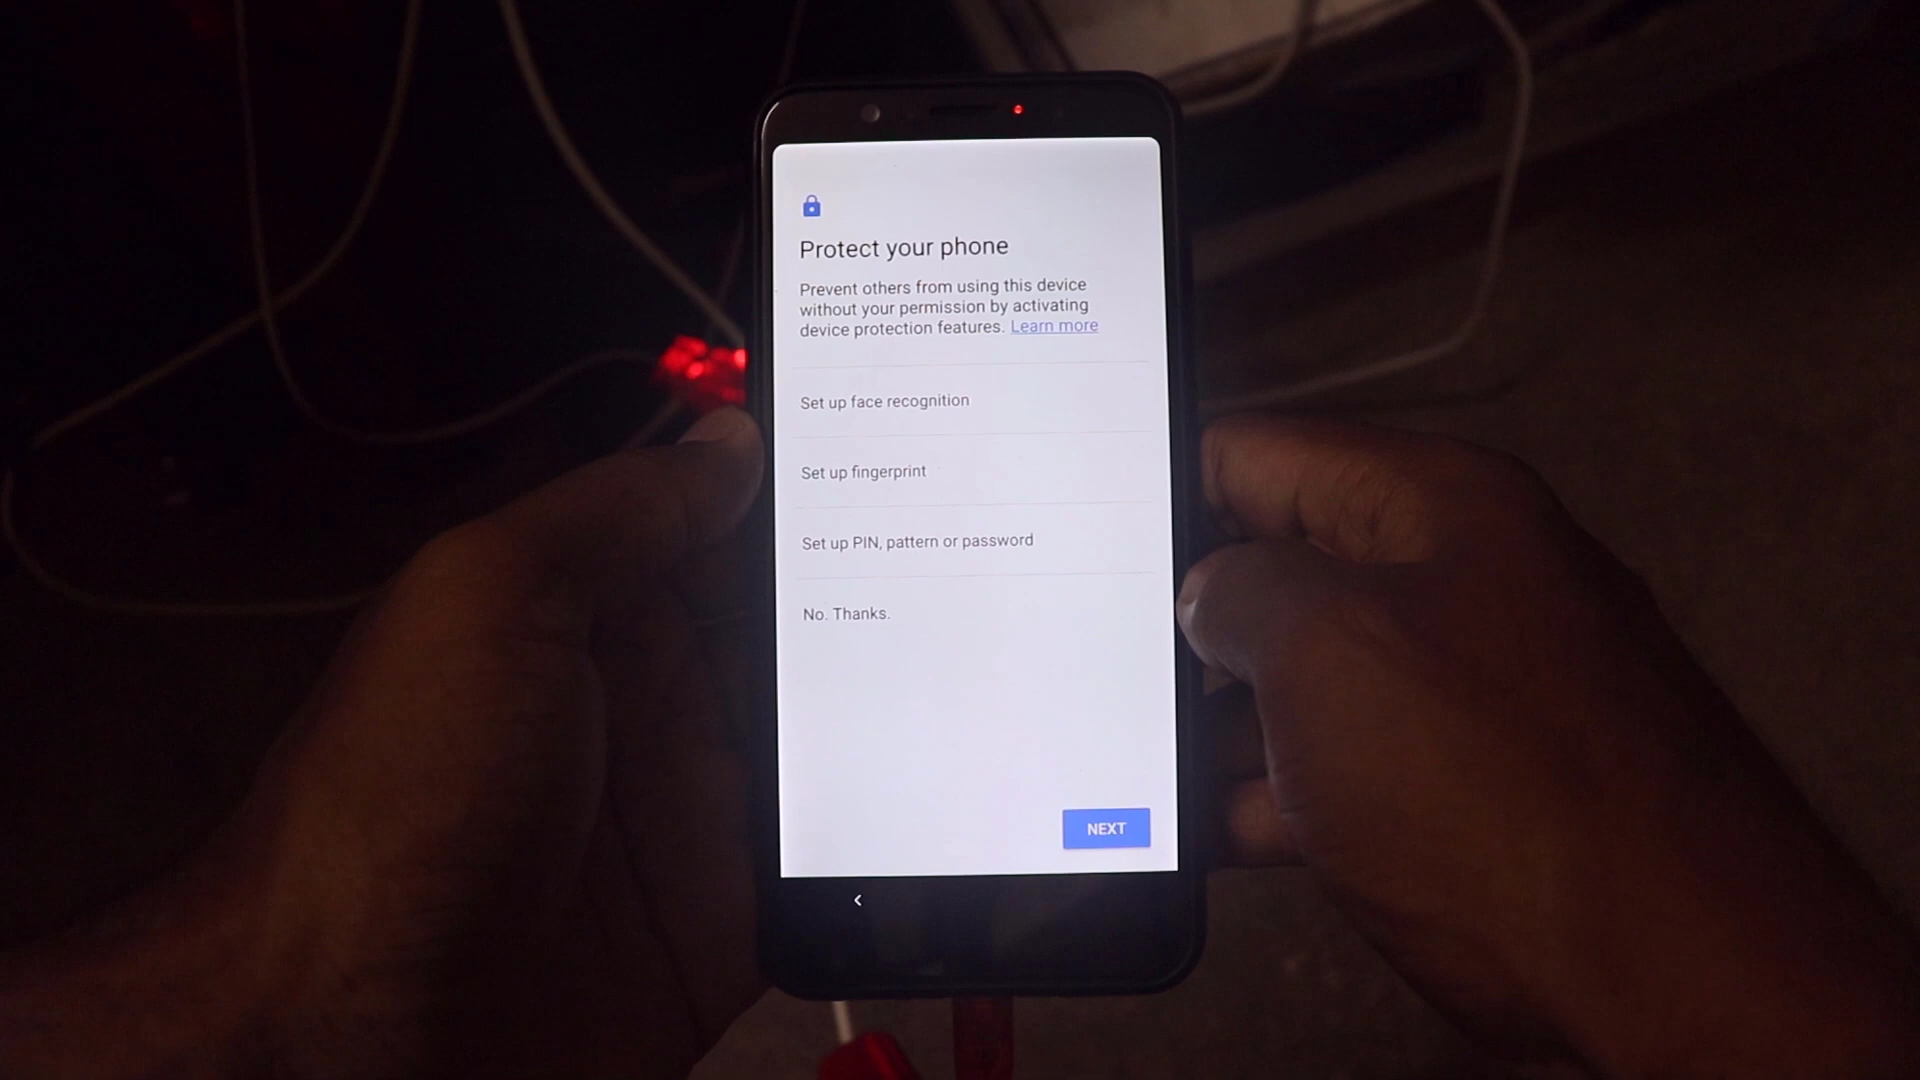 Protect your phone
Prevent others from using this device
without your permission by activating
device protection features. Learn more
Set up face recognition
Set up fingerprint
Set up PIN, pattern or password
No. Thanks.
NEXT